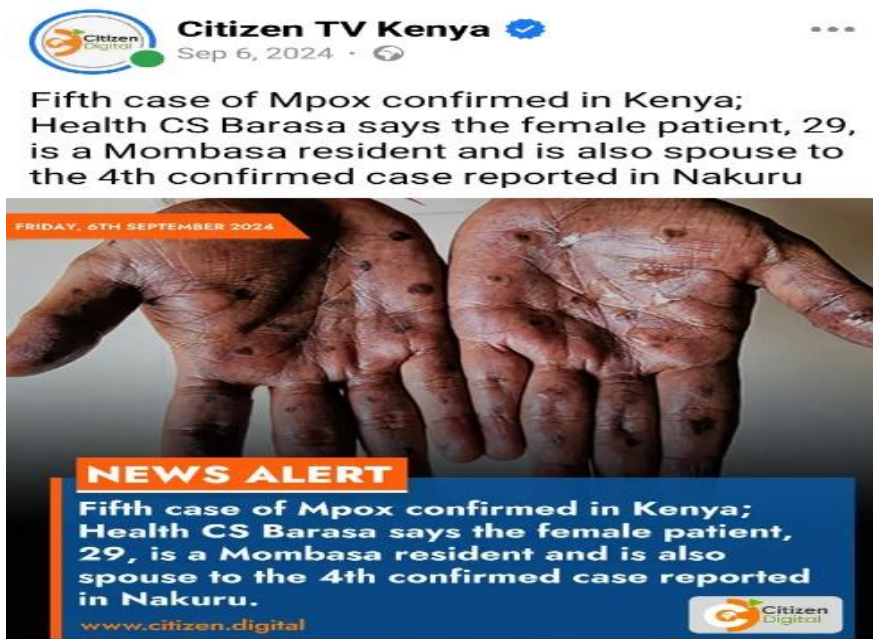 Citizen Digital
Citizen TV Kenya
Sep 6, 2024 ·
Fifth case of Mpox confirmed in Kenya;
Health CS Barasa says the female patient, 29,
is a Mombasa resident and is also spouse to
the 4th confirmed case reported in Nakuru
FRIDAY, 6TH SEPTEMBER 2024
NEWS ALERT
Fifth case of Mpox confirmed in Kenya;
Health CS Barasa says the female patient,
29, is a Mombasa resident and is also
spouse to the 4th confirmed case reported
in Nakuru.
www.citizen.digital
Citizen
Digital